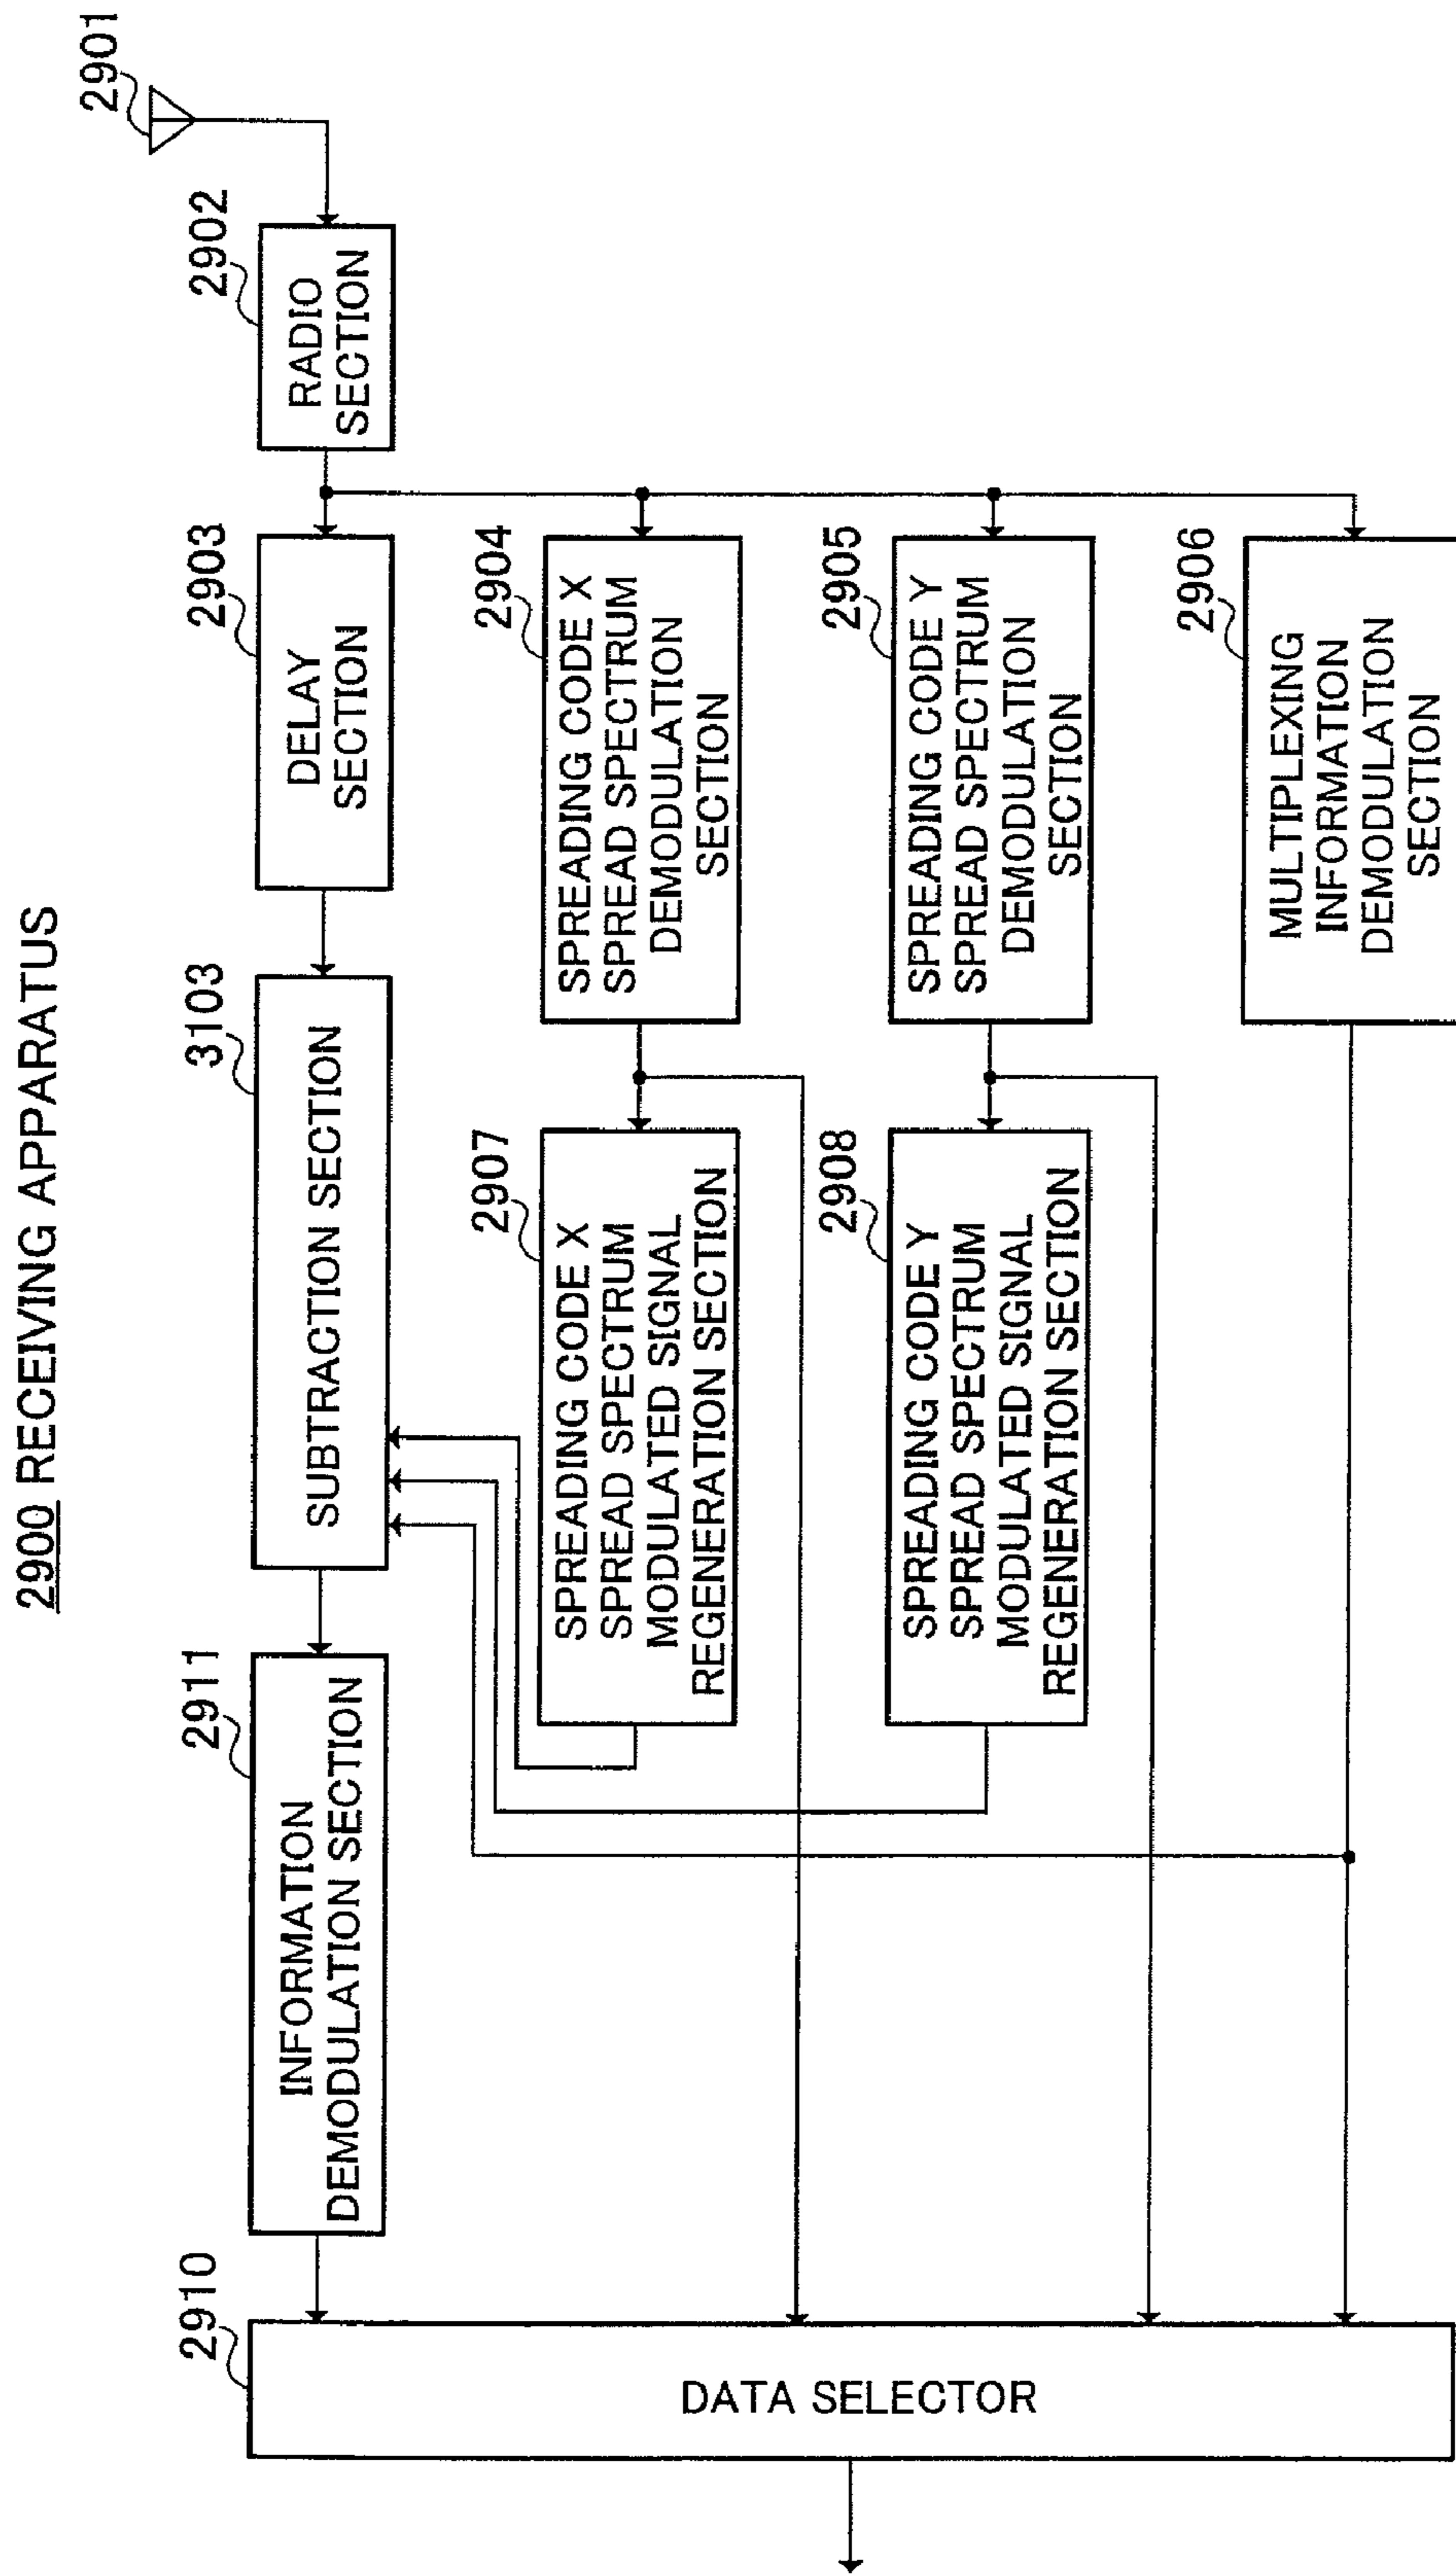 2900 RECEIVING APPARATUS
2901
2902
RADIO
SECTION
2903
DELAY
SECTION
3103
SUBTRACTION SECTION
2911
INFORMATION
DEMODULATION SECTION
2910
DATA SELECTOR
2904
SPREADING CODE X
SPREAD SPECTRUM
DEMODULATION
SECTION
2907
SPREADING CODE X
SPREAD SPECTRUM
MODULATED SIGNAL
REGENERATION SECTION
2905
SPREADING CODE Y
SPREAD SPECTRUM
DEMODULATION
SECTION
2908
SPREADING CODE Y
SPREAD SPECTRUM
MODULATED SIGNAL
REGENERATION SECTION
2906
MULTIPLEXING
INFORMATION
DEMODULATION
SECTION